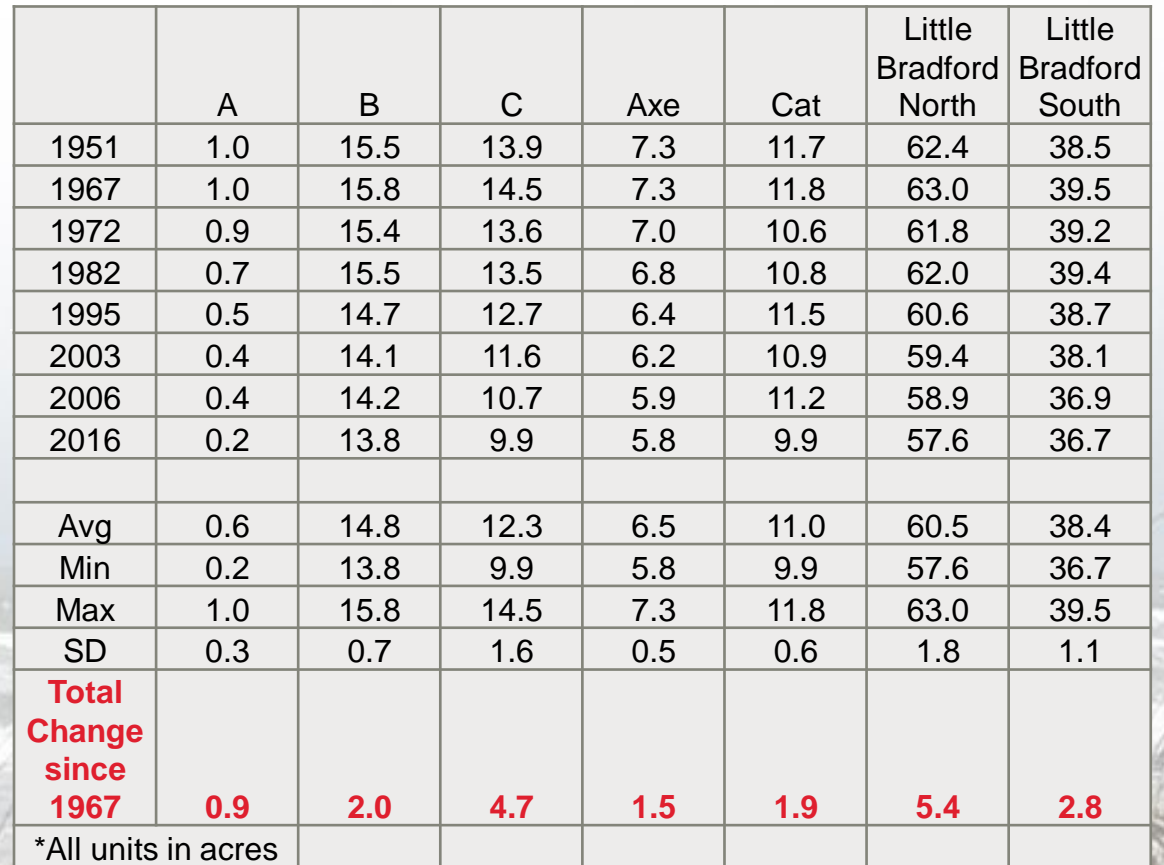 A B C Axe Cat Little Bradford North Little Bradford South
1951 1.0 15.5 13.9 7.3 11.7 62.4 38.5
1967 1.0 15.8 14.5 7.3 11.8 63.0 39.5
1972 0.9 15.4 13.6 7.0 10.6 61.8 39.2
1982 0.7 15.5 13.5 6.8 10.8 62.0 39.4
1995 0.5 14.7 12.7 6.4 11.5 60.6 38.7
2003 0.4 14.1 11.6 6.2 10.9 59.4 38.1
2006 0.4 14.2 10.7 5.9 11.2 58.9 36.9
2016 0.2 13.8 9.9 5.8 9.9 57.6 36.7
Avg 0.6 14.8 12.3 6.5 11.0 60.5 38.4
Min 0.2 13.8 9.9 5.8 9.9 57.6 36.7
Max 1.0 15.8 14.5 7.3 11.8 63.0 39.5
SD 0.3 0.7 1.6 0.5 0.6 1.8 1.1
Total
Change
since
1967 0.9 2.0 4.7 1.5 1.9 5.4 2.8
*All units in acres